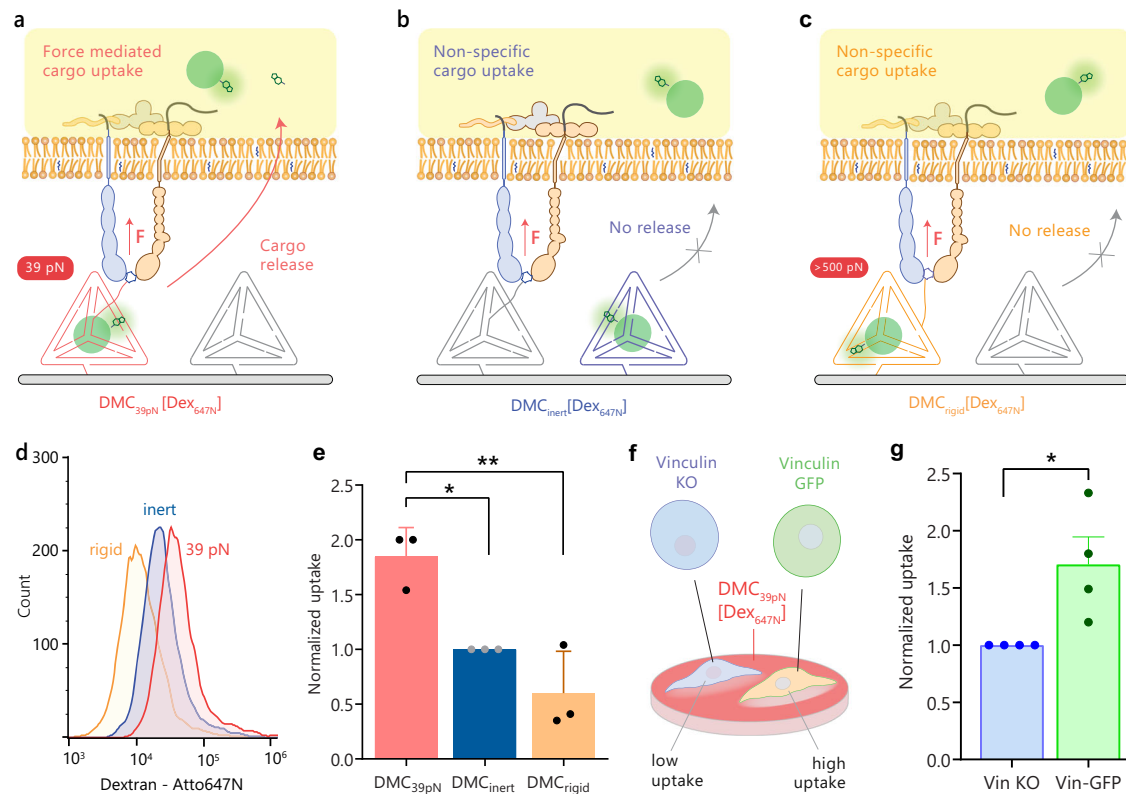 a
Force mediated
cargo uptake
F
39 pN
Cargo
release
DMC39pN [Dex647N]
b
Non-specific
cargo uptake
F
No release
DMCinert[Dex647N]
c
Non-specific
cargo uptake
F
>500 pN
No release
DMCrigid[Dex647N]
d
300
200
100
Count
rigid
inert
39 pN
10³
10⁴
10⁵
10⁶
Dextran - Atto647N
e
**
*
2.5
2.0
1.5
1.0
0.5
0.0
Normalized uptake
DMC39pN
DMCinert
DMCrigid
f
Vinculin
KO
Vinculin
GFP
DMC39pN
[Dex647N]
low
uptake
high
uptake
g
*
2.5
2.0
1.5
1.0
0.5
0.0
Normalized uptake
Vin KO
Vin-GFP